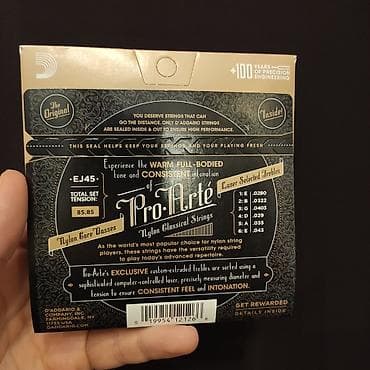 +100 YEARS OF PRECISION ENGINEERING
The Original
Inside!
YOU DESERVE STRINGS THAT CAN
GO THE DISTANCE. ONLY D'ADDARIO STRINGS
ARE SEALED INSIDE & OUT TO ENSURE HIGH PERFORMANCE.
THIS SEAL HELPS KEEP YOUR STRINGS AND YOUR PLAYING FRESH
Experience the WARM, FULL-BODIED
tone and CONSISTENT intonation
of
-EJ45-
TOTAL SET
TENSION:
85.85
Pro·Arté
Nylon Classical Strings
Laser Selected Trebles
1: E .0280
2: B .0322
3: G .0403
4: D .029
5: A .035
6: E .043
Nylon Core Basses
As the world's most popular choice for nylon string
players, these strings have the versatility required
to play today's advanced repertoire.
Pro-Arté's EXCLUSIVE custom-extruded trebles are sorted using a
sophisticated computer-controlled laser, precisely measuring diameter and
tension to ensure CONSISTENT FEEL and INTONATION.
D'ADDARIO &
COMPANY, INC.
FARMINGDALE, NY
11735 USA
DADDARIO.COM
GET REWARDED
DETAILS INSIDE